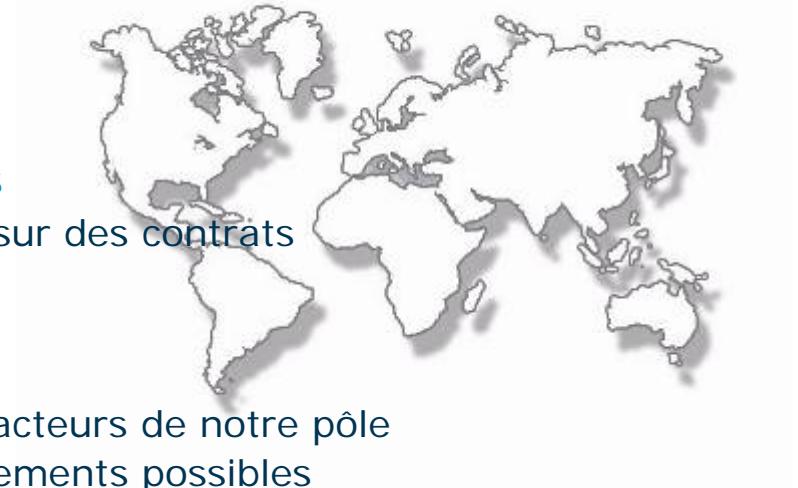 sur des contrats
acteurs de notre pôle
ements possibles